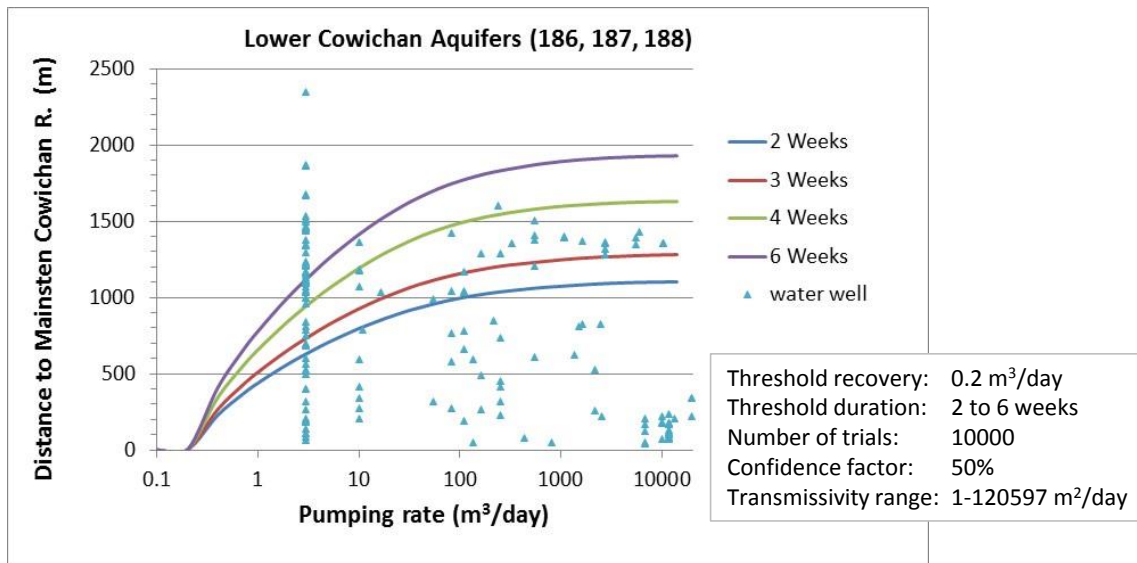 Lower Cowichan Aquifers (186, 187, 188)
Distance to Mainsten Cowichan R. (m)
2500
2000
1500
1000
500
0
0.1 1 10 100 1000 10000
Pumping rate (m³/day)
2 Weeks
3 Weeks
4 Weeks
6 Weeks
water well
Threshold recovery: 0.2 m³/day
Threshold duration: 2 to 6 weeks
Number of trials: 10000
Confidence factor: 50%
Transmissivity range: 1-120597 m²/day